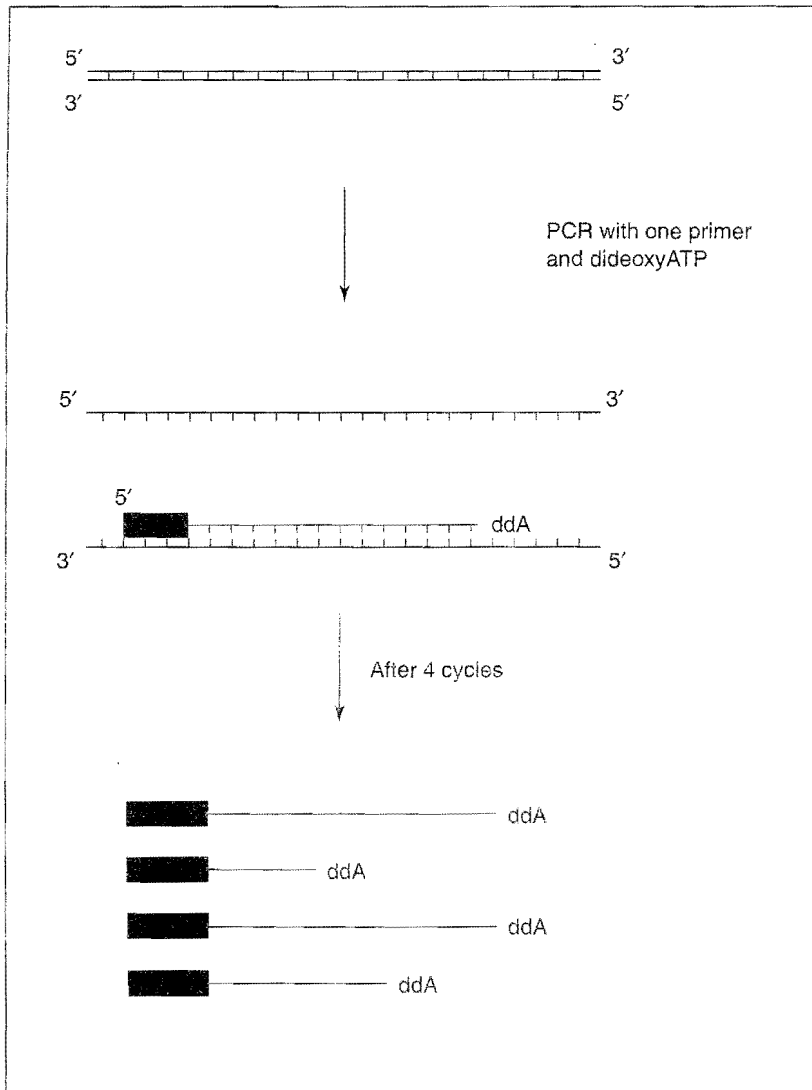 5′ 3′
3′ 5′
PCR with one primer
and dideoxyATP
5′ 3′
5′
ddA
3′ 5′
After 4 cycles
ddA
ddA
ddA
ddA